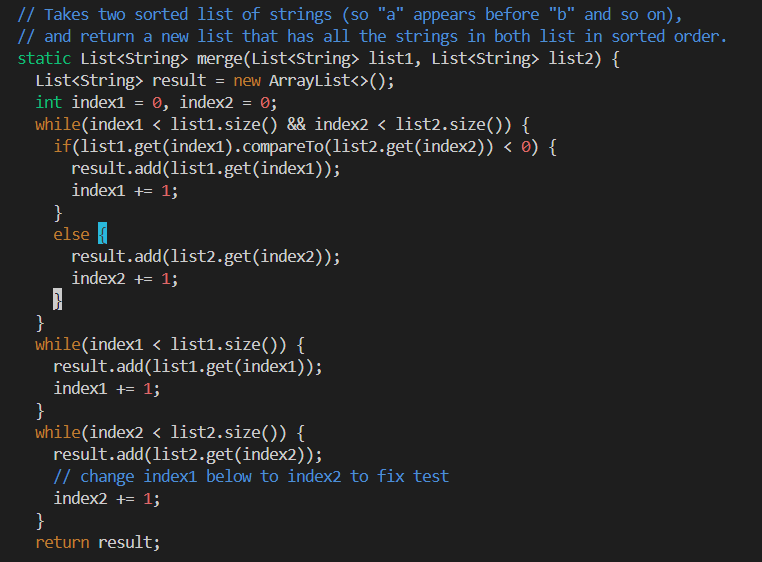 // Takes two sorted list of strings (so "a" appears before "b" and so on),
// and return a new list that has all the strings in both list in sorted order.
static List<String> merge(List<String> list1, List<String> list2) {
  List<String> result = new ArrayList<>();
  int index1 = 0, index2 = 0;
  while(index1 < list1.size() && index2 < list2.size()) {
    if(list1.get(index1).compareTo(list2.get(index2)) < 0) {
      result.add(list1.get(index1));
      index1 += 1;
    }
    else {
      result.add(list2.get(index2));
      index2 += 1;
    }
  }
  while(index1 < list1.size()) {
    result.add(list1.get(index1));
    index1 += 1;
  }
  while(index2 < list2.size()) {
    result.add(list2.get(index2));
    // change index1 below to index2 to fix test
    index2 += 1;
  }
  return result;